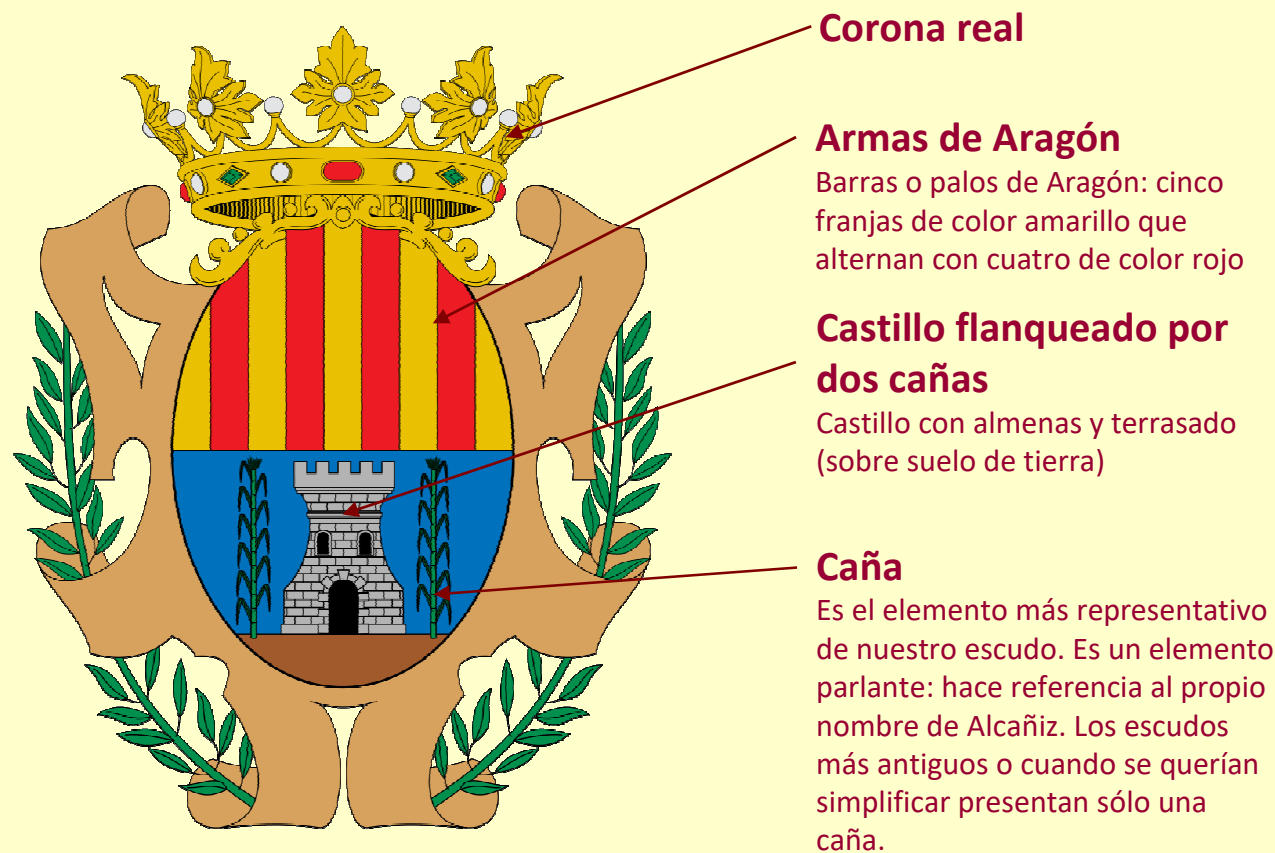 Corona real
Armas de Aragón
Barras o palos de Aragón: cinco
franjas de color amarillo que
alternan con cuatro de color rojo
Castillo flanqueado por
dos cañas
Castillo con almenas y terrasado
(sobre suelo de tierra)
Caña
Es el elemento más representativo
de nuestro escudo. Es un elemento
parlante: hace referencia al propio
nombre de Alcañiz. Los escudos
más antiguos o cuando se querían
simplificar presentan sólo una
caña.